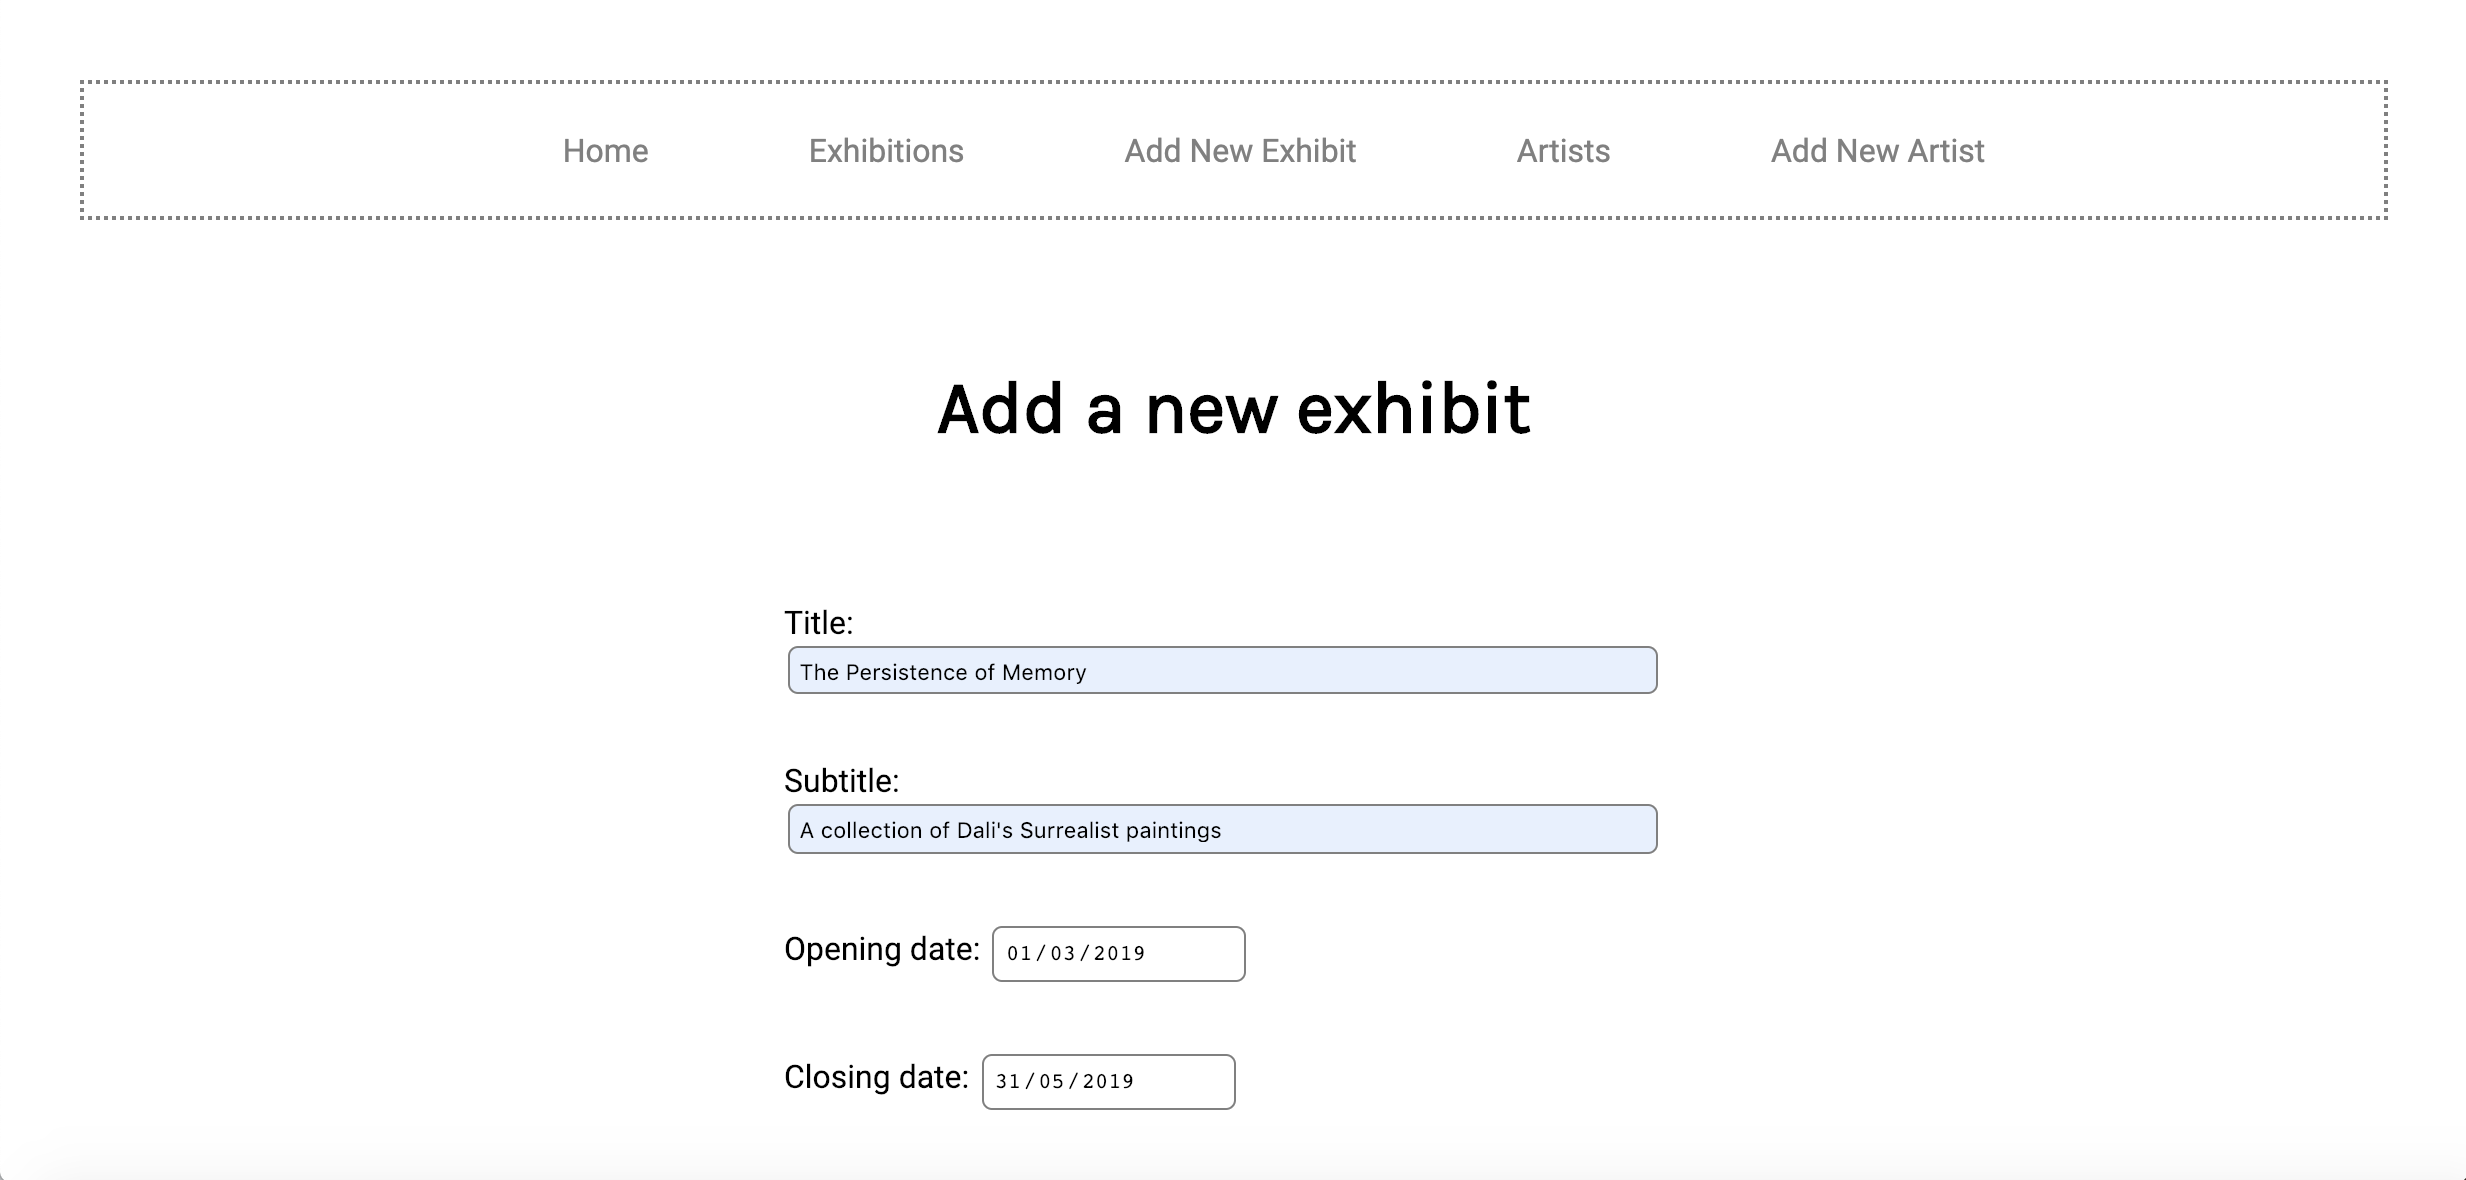 Home Exhibitions Add New Exhibit Artists Add New Artist
Add a new exhibit
Title:
The Persistence of Memory
Subtitle:
A collection of Dali's Surrealist paintings
Opening date: 01/03/2019
Closing date: 31/05/2019